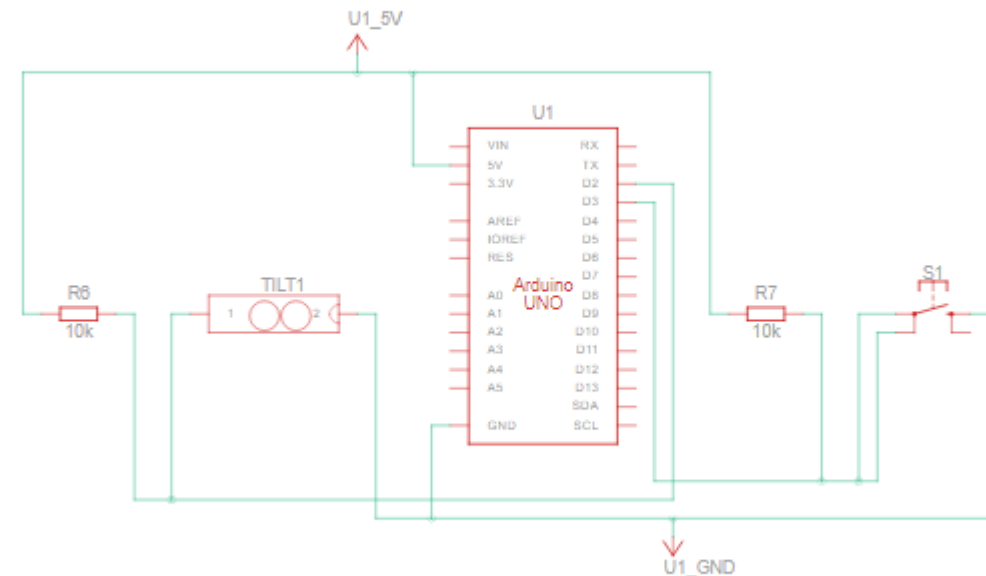 U1_5V
U1
VIN RX
5V TX
3.3V D2
D3
AREF D4
IOREF D5
RES D6
D7
A0 D8
A1 D9
A2 D10
A3 D11
A4 D12
A5 D13
SDA
GND SCL
Arduino
UNO
R6
10k
TILT1
1 2
R7
10k
S1
U1_GND